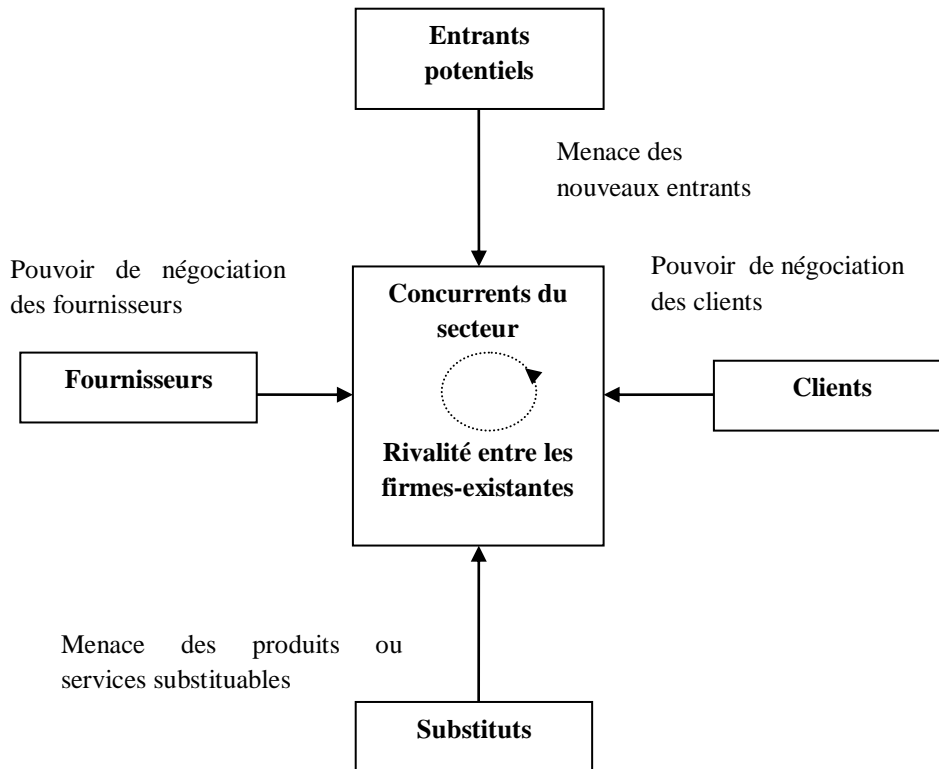 Entrants
potentiels
Menace des
nouveaux entrants
Pouvoir de négociation
des fournisseurs
Concurrents du
secteur
Pouvoir de négociation
des clients
Fournisseurs
Clients
Rivalité entre les
firmes-existantes
Menace des produits ou
services substituables
Substituts